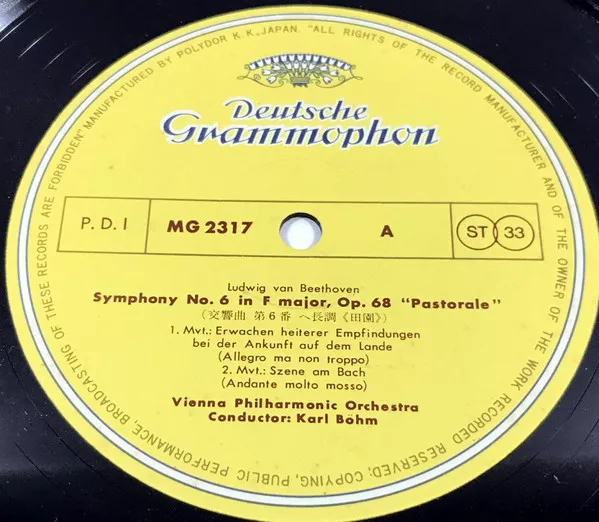 "ALL RIGHTS OF THE RECORD MANUFACTURER AND OF THE OWNER OF THE WORK RECORDED RESERVED, COPYING, PUBLIC PERFORMANCE, BROADCASTING OF THESE RECORDS ARE FORBIDDEN" MANUFACTURED BY POLYDOR K.K., JAPAN.
Deutsche
Grammophon
P.D.I MG 2317 A ST 33
Ludwig van Beethoven
Symphony No. 6 in F major, Op. 68 "Pastorale"
(交響曲 第6番 ヘ長調《田園》)
1. Mvt.: Erwachen heiterer Empfindungen
bei der Ankunft auf dem Lande
(Allegro ma non troppo)
2. Mvt.: Szene am Bach
(Andante molto mosso)
Vienna Philharmonic Orchestra
Conductor: Karl Böhm